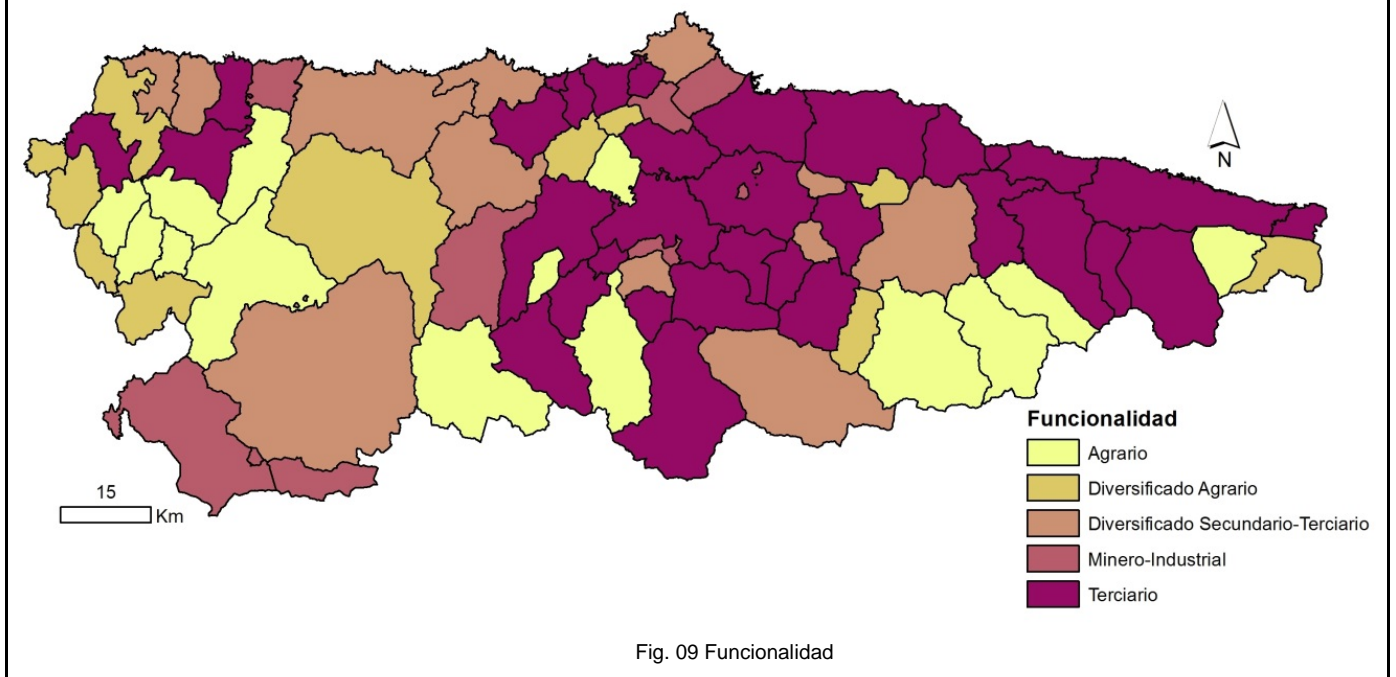 N
Funcionalidad
Agrario
Diversificado Agrario
Diversificado Secundario-Terciario
Minero-Industrial
Terciario
15
Km
Fig. 09 Funcionalidad